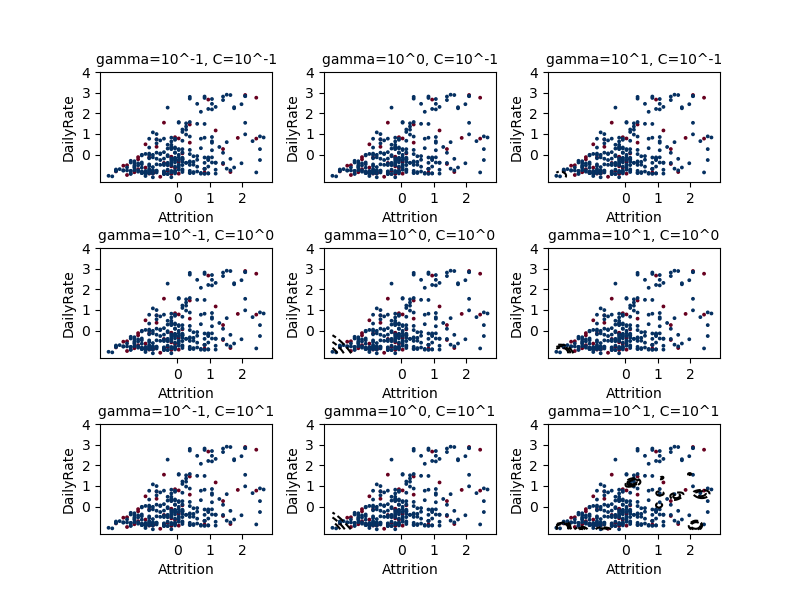 gamma=10^-1, C=10^-1 gamma=10^0, C=10^-1 gamma=10^1, C=10^-1
4 4 4
3 3 3
DailyRate DailyRate DailyRate
2 2 2
1 1 1
0 0 0
0 1 2 0 1 2 0 1 2
Attrition Attrition Attrition
gamma=10^-1, C=10^0 gamma=10^0, C=10^0 gamma=10^1, C=10^0
4 4 4
3 3 3
DailyRate DailyRate DailyRate
2 2 2
1 1 1
0 0 0
0 1 2 0 1 2 0 1 2
Attrition Attrition Attrition
gamma=10^-1, C=10^1 gamma=10^0, C=10^1 gamma=10^1, C=10^1
4 4 4
3 3 3
DailyRate DailyRate DailyRate
2 2 2
1 1 1
0 0 0
0 1 2 0 1 2 0 1 2
Attrition Attrition Attrition